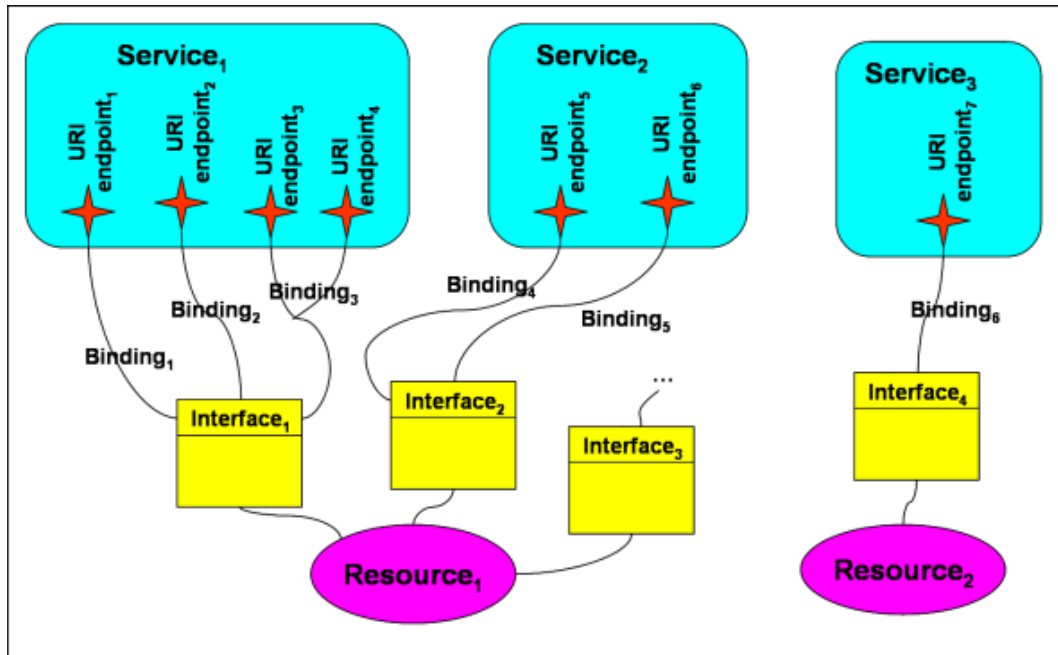 Service₁
Service₂
Service₃
URI
endpoint₁
URI
endpoint₂
URI
endpoint₃
URI
endpoint₄
URI
endpoint₅
URI
endpoint₆
URI
endpoint₇
Binding₁
Binding₂
Binding₃
Binding₄
Binding₅
Binding₆
...
Interface₁
Interface₂
Interface₃
Interface₄
Resource₁
Resource₂